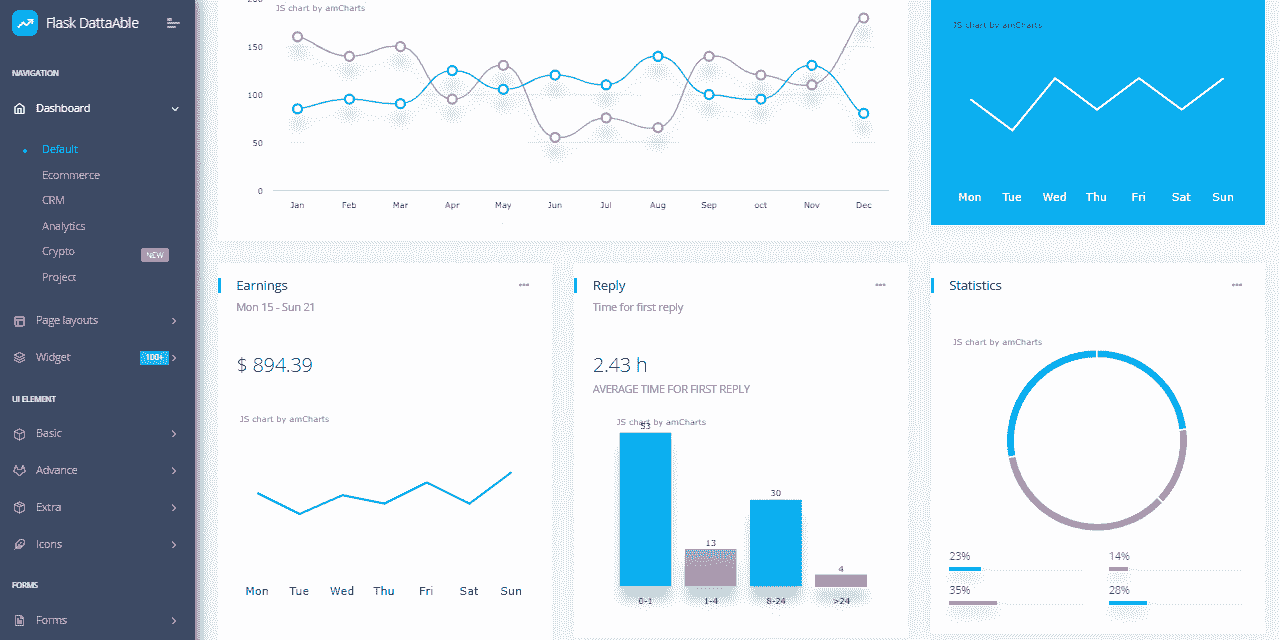 Flask DattaAble
NAVIGATION
Dashboard
Default
Ecommerce
CRM
Analytics
Crypto
NEW
Project
Page layouts
Widget
100+
UI ELEMENT
Basic
Advance
Extra
Icons
FORMS
Forms
JS chart by amCharts
200
150
100
50
0
Jan Feb Mar Apr May Jun Jul Aug Sep oct Nov Dec
JS chart by amCharts
Mon Tue Wed Thu Fri Sat Sun
Earnings
Mon 15 - Sun 21
$ 894.39
JS chart by amCharts
Mon Tue Wed Thu Fri Sat Sun
Reply
Time for first reply
2.43 h
AVERAGE TIME FOR FIRST REPLY
JS chart by amCharts
53
13
30
4
0-1 1-4 8-24 >24
Statistics
JS chart by amCharts
23% 14%
35% 28%